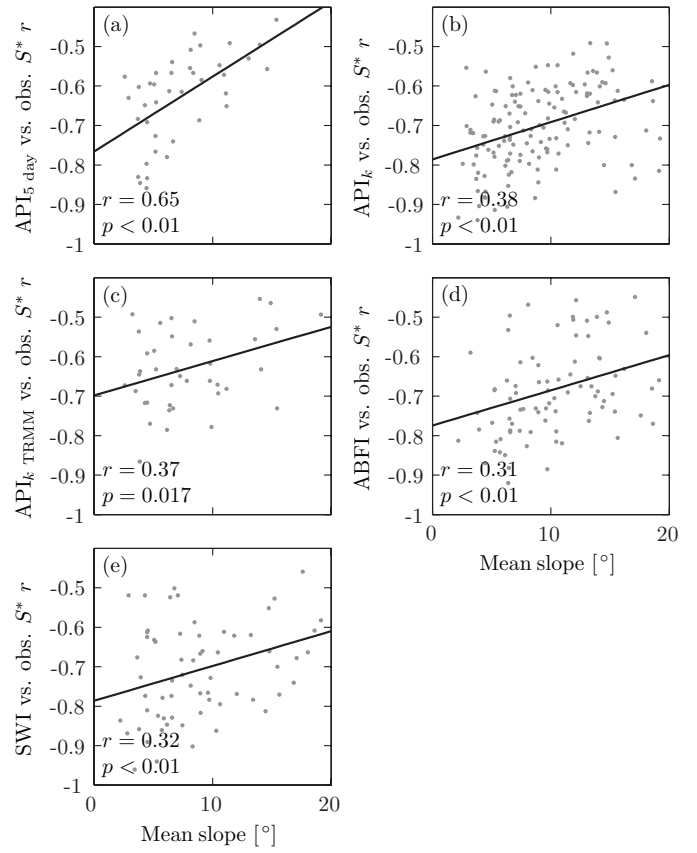 (a)
-0.5
-0.6
-0.7
-0.8
-0.9
-1
API5 day vs. obs. S* r
r = 0.65
p < 0.01
(b)
-0.5
-0.6
-0.7
-0.8
-0.9
-1
APIk vs. obs. S* r
r = 0.38
p < 0.01
(c)
-0.5
-0.6
-0.7
-0.8
-0.9
-1
APIk TRMM vs. obs. S* r
r = 0.37
p = 0.017
(d)
-0.5
-0.6
-0.7
-0.8
-0.9
-1
ABFI vs. obs. S* r
r = 0.31
p < 0.01
0 10 20
Mean slope [°]
(e)
-0.5
-0.6
-0.7
-0.8
-0.9
-1
SWI vs. obs. S* r
r = 0.32
p < 0.01
0 10 20
Mean slope [°]